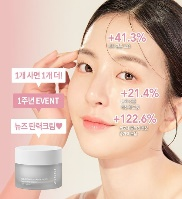 +41.3%
1개 사면 1개 더!
+21.4%
1주년 EVENT
+122.6%
뉴즈 탄력크림♥